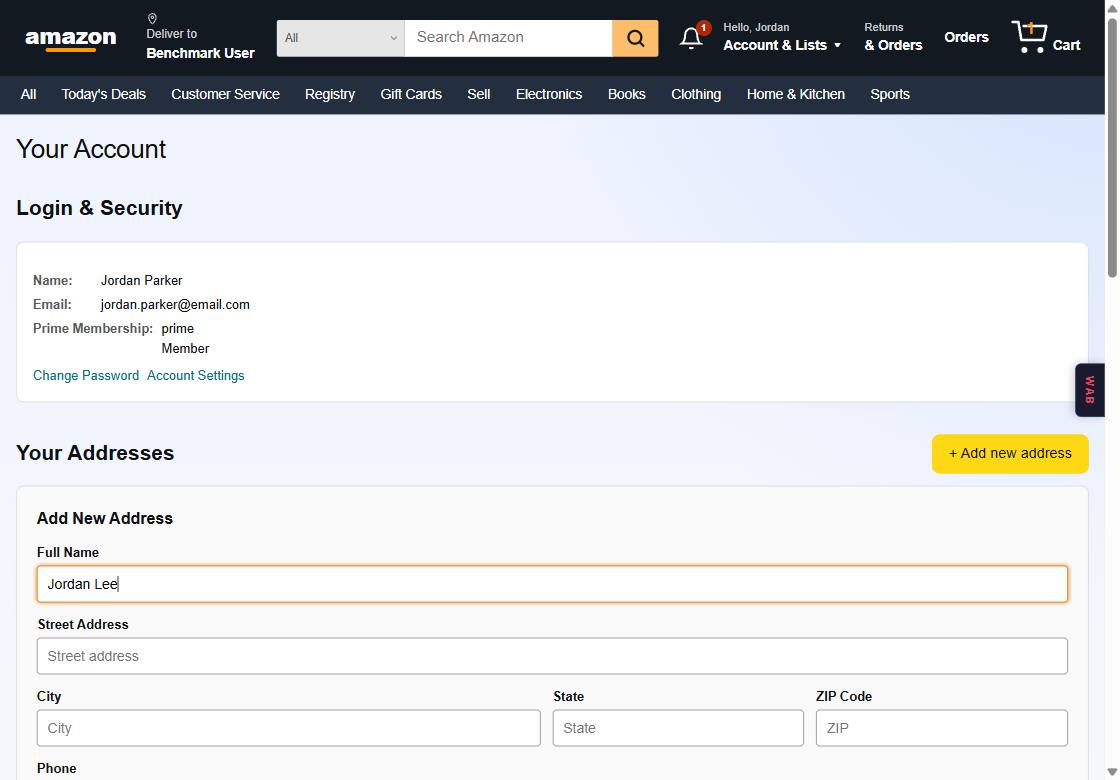 amazon
Deliver to
Benchmark User
All
Search Amazon
1
Hello, Jordan
Account & Lists
Returns
& Orders
Orders
1
Cart
All
Today's Deals
Customer Service
Registry
Gift Cards
Sell
Electronics
Books
Clothing
Home & Kitchen
Sports
Your Account
Login & Security
Name: Jordan Parker
Email: jordan.parker@email.com
Prime Membership: prime
Member
Change Password Account Settings
WAB
Your Addresses
+ Add new address
Add New Address
Full Name
Jordan Lee
Street Address
Street address
City State ZIP Code
City State ZIP
Phone